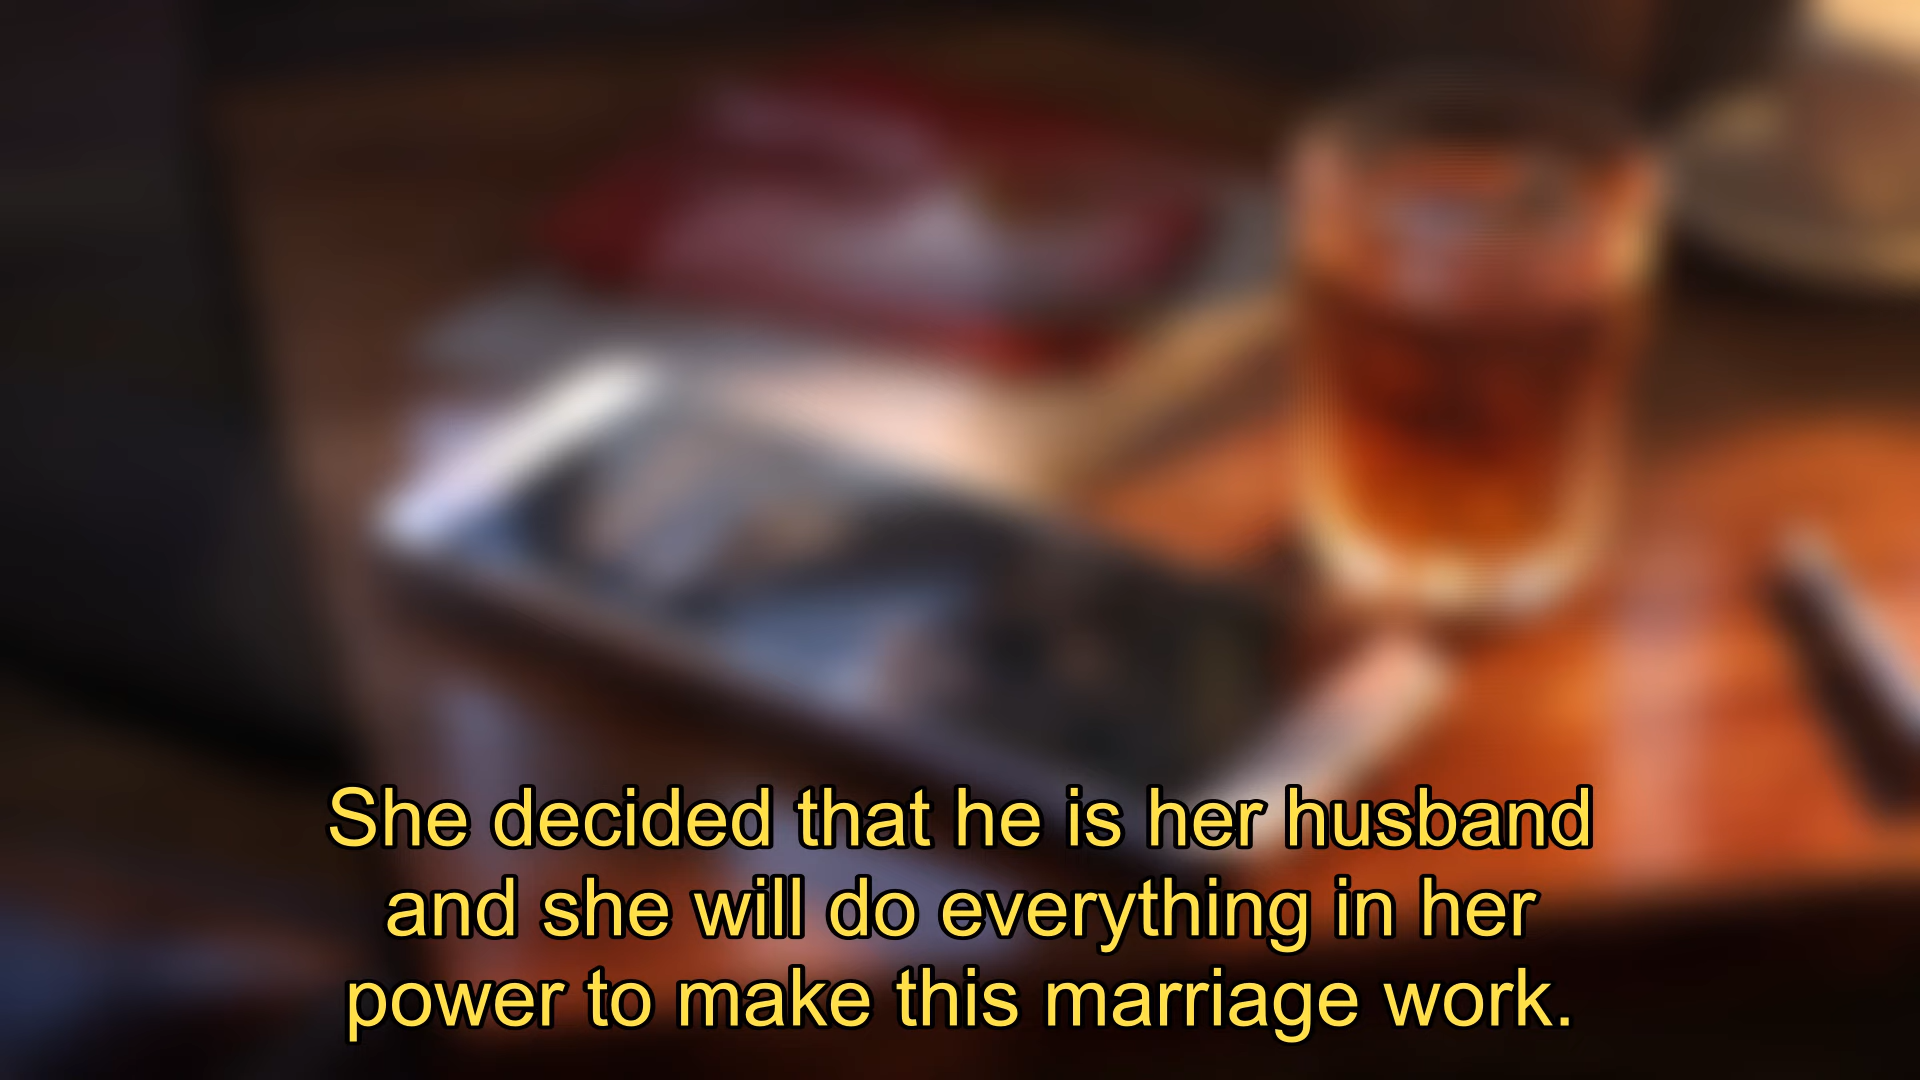 She decided that he is her husband
and she will do everything in her
power to make this marriage work.